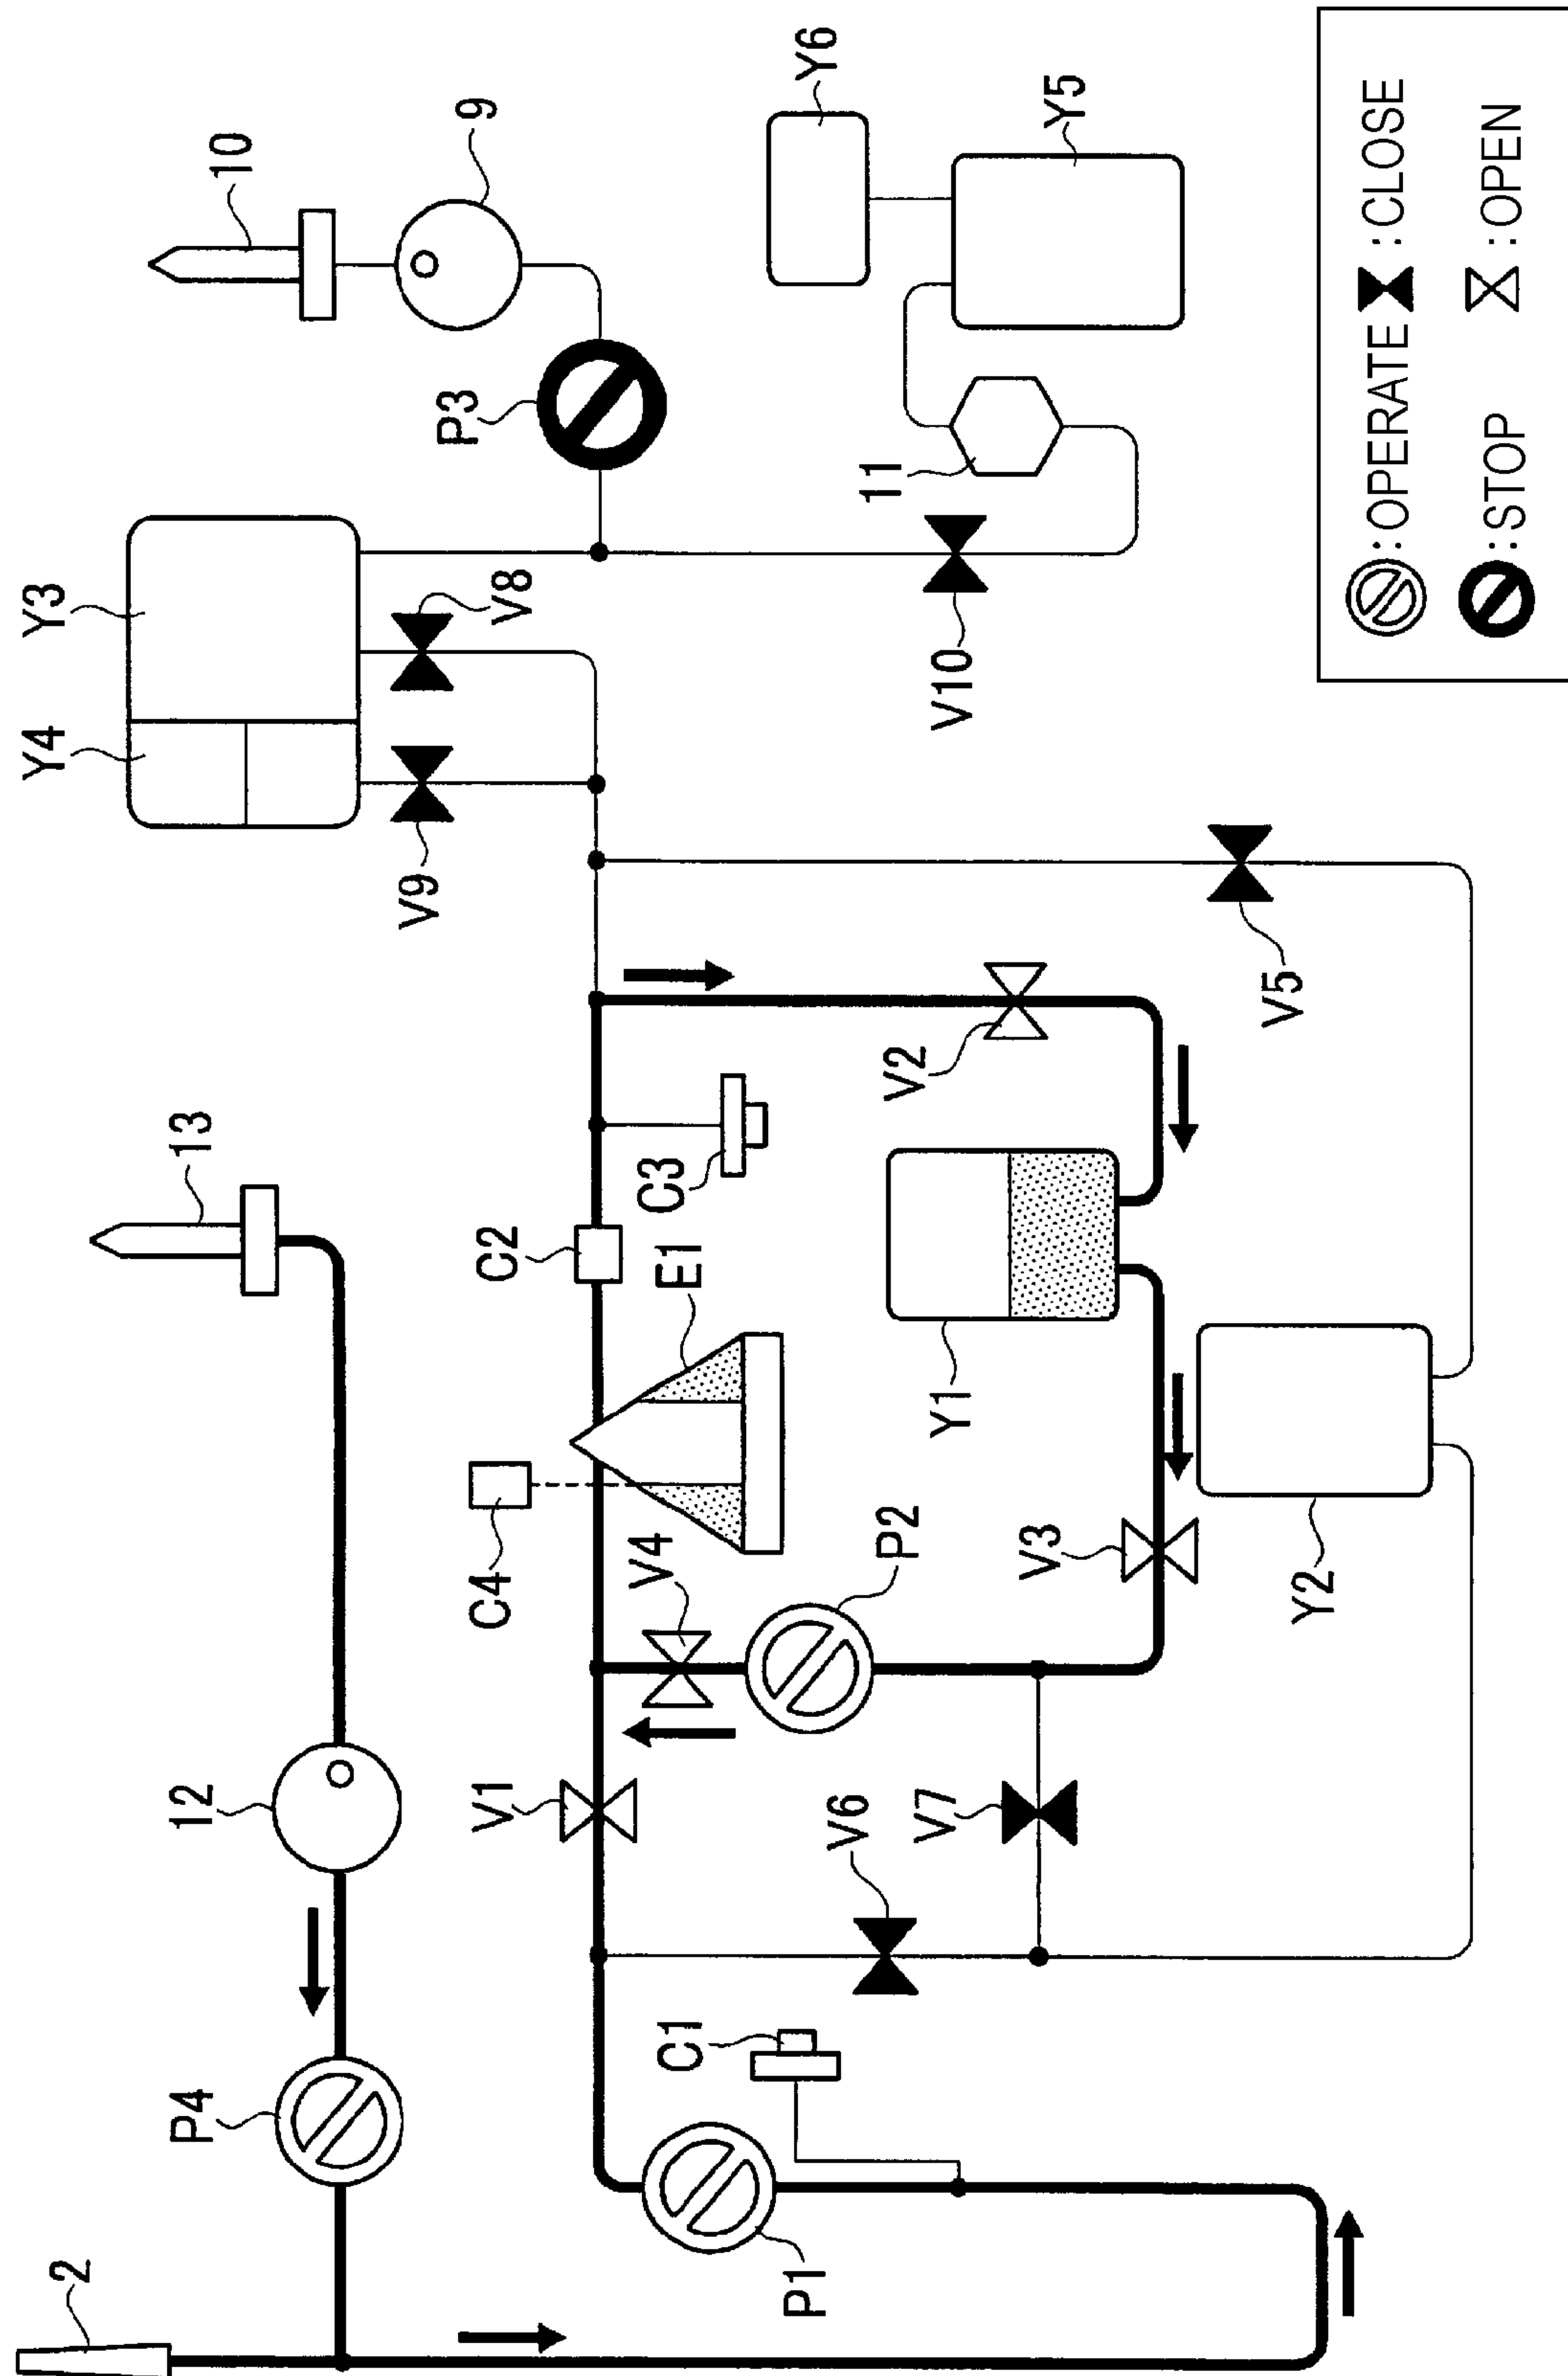 2
P4
12
13
P1
C1
V1
V6
V7
C4
V4
E1
C2
C3
P2
V3
Y1
Y2
V2
V5
V9
V8
Y4
Y3
P3
9
10
V10
11
Y5
Y6
:OPERATE :CLOSE
:STOP :OPEN